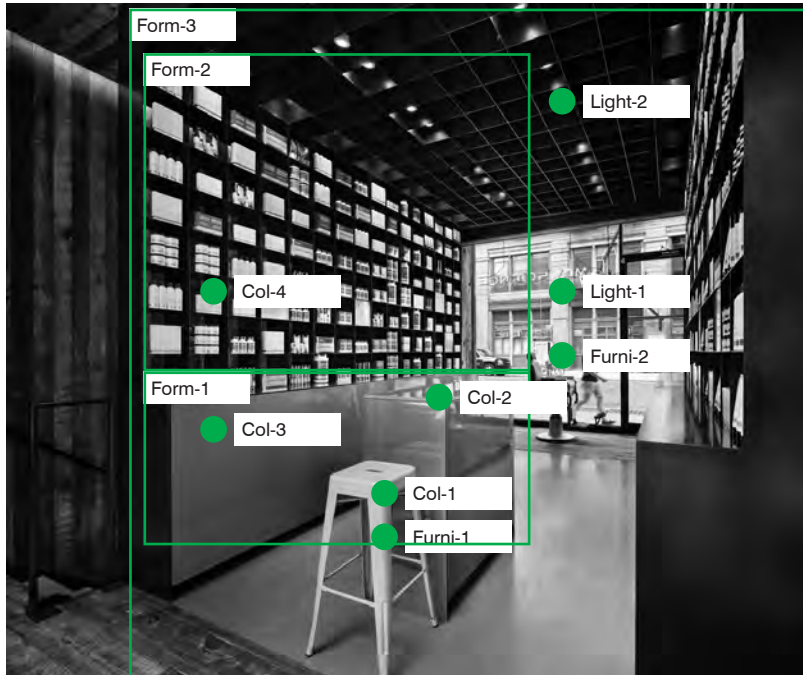 Form-3
Form-2
Light-2
Col-4
Light-1
Furni-2
Form-1
Col-2
Col-3
Col-1
Furni-1